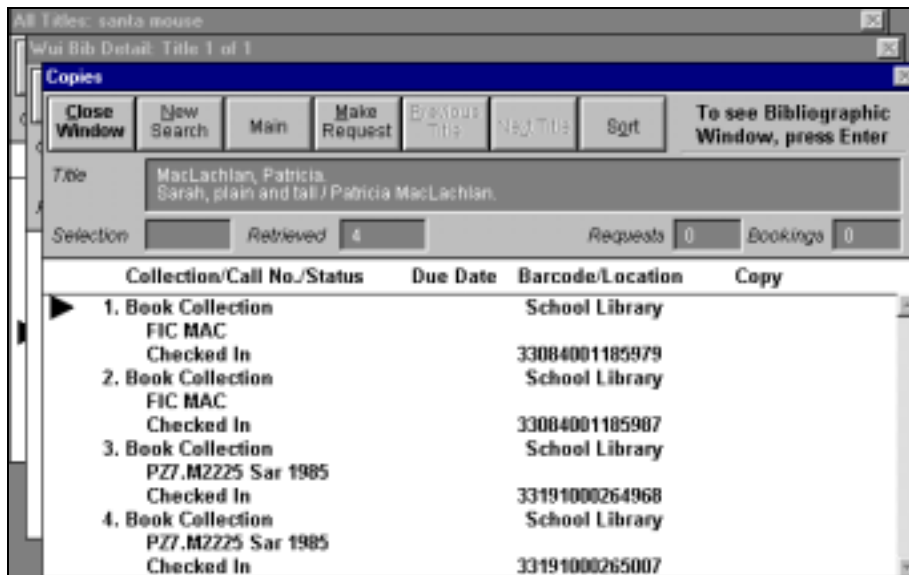 All Titles: santa mouse
Wui Bib Detail: Title 1 of 1
Copies
Close Window New Search Main Make Request Previous Title Next Title Sort To see Bibliographic Window, press Enter
Title MacLachlan, Patricia.
Sarah, plain and tall / Patricia MacLachlan.
Selection Retrieved 4 Requests 0 Bookings 0
Collection/Call No./Status Due Date Barcode/Location Copy
1. Book Collection School Library
FIC MAC
Checked In 33084001185979
2. Book Collection School Library
FIC MAC
Checked In 33084001185987
3. Book Collection School Library
PZ7.M2225 Sar 1985
Checked In 33191000264968
4. Book Collection School Library
PZ7.M2225 Sar 1985
Checked In 33191000265007